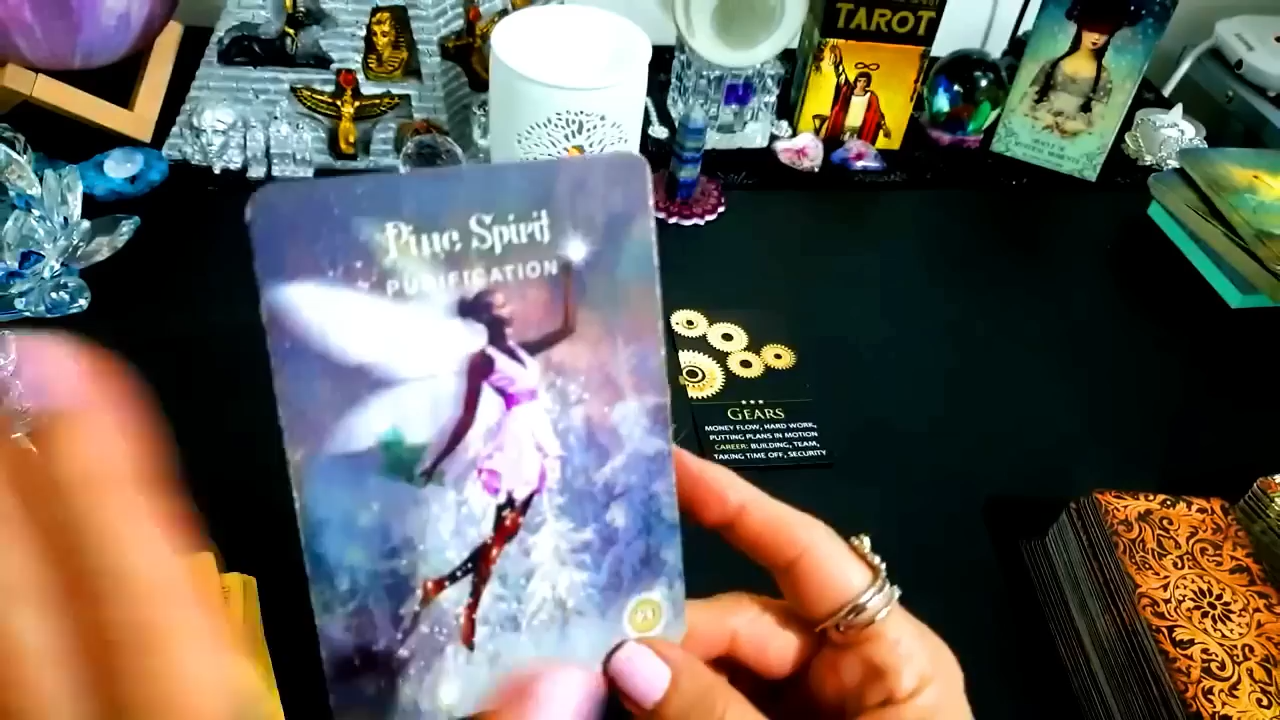 TAROT
Pine Spirit
PURIFICATION
GEARS
MONEY FLOW, HARD WORK,
PUTTING PLANS IN MOTION
CAREER: BUILDING, TEAM,
TAKING TIME OFF, SECURITY